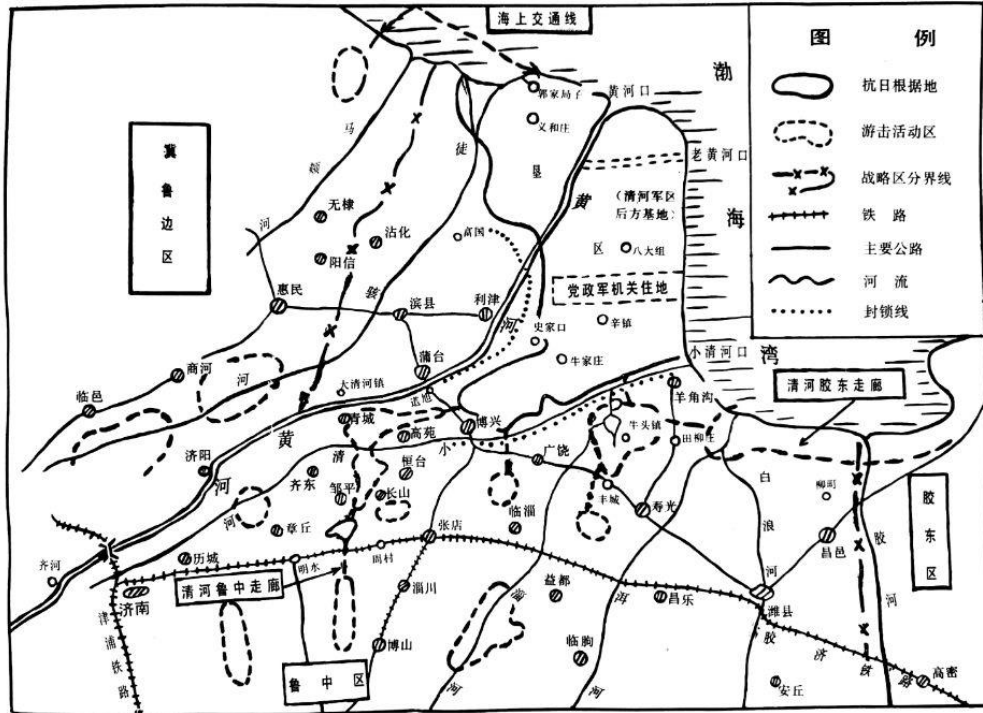 海上交通线
图 例
抗日根据地
游击活动区
战略区分界线
铁路
主要公路
河流
封锁线
渤
海
湾
冀鲁边区
胶东区
鲁中区
清河胶东走廊
清河鲁中走廊
党政军机关住地
(清河军区
后方基地)
垦
区
郭家局子
义和庄
黄河口
老黄河口
小清河口
八大组
辛镇
史家口
牛家庄
马
颊
河
徒
骇
河
黄
河
无棣
沾化
阳信
富国
惠民
滨县
利津
蒲台
商河
临邑
大清河镇
道旭
青城
高苑
博兴
小
清
河
黄
河
济阳
齐东
邹平
恒台
长山
章丘
历城
齐河
济南
明水
周村
张店
淄川
博山
津浦铁路
广饶
临淄
牛头镇
田柳庄
羊角沟
寿光
益都
昌乐
临朐
淄
河
洱
河
白
浪
河
柳町
昌邑
潍县
胶
河
胶
济
铁
路
安丘
高密